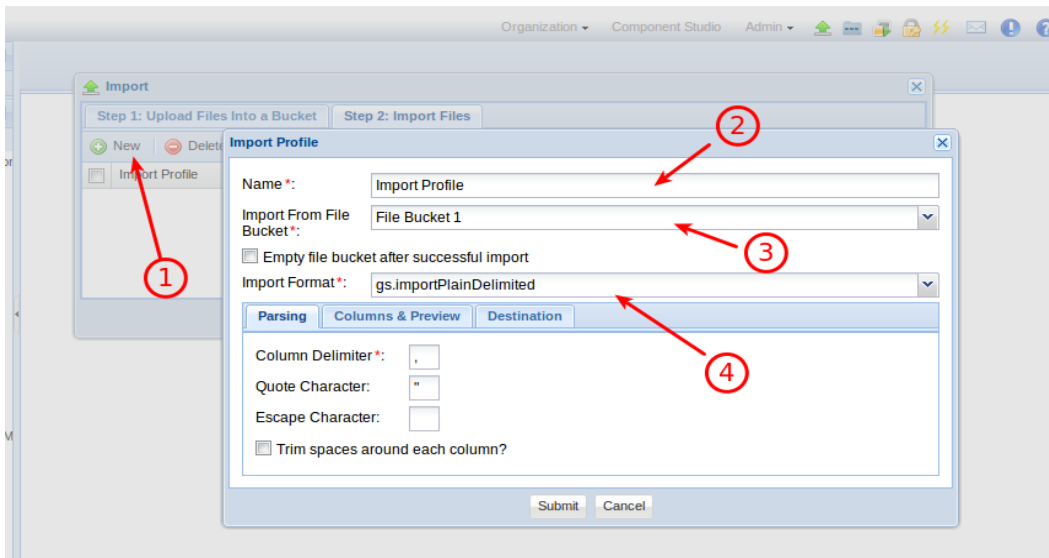 Organization Component Studio Admin
Import
Step 1: Upload Files Into a Bucket Step 2: Import Files
New Delete
Import Profile
Import Profile
Name*: Import Profile
Import From File
Bucket*: File Bucket 1
Empty file bucket after successful import
Import Format*: gs.importPlainDelimited
Parsing Columns & Preview Destination
Column Delimiter*: ,
Quote Character: "
Escape Character:
Trim spaces around each column?
Submit Cancel
1
2
3
4